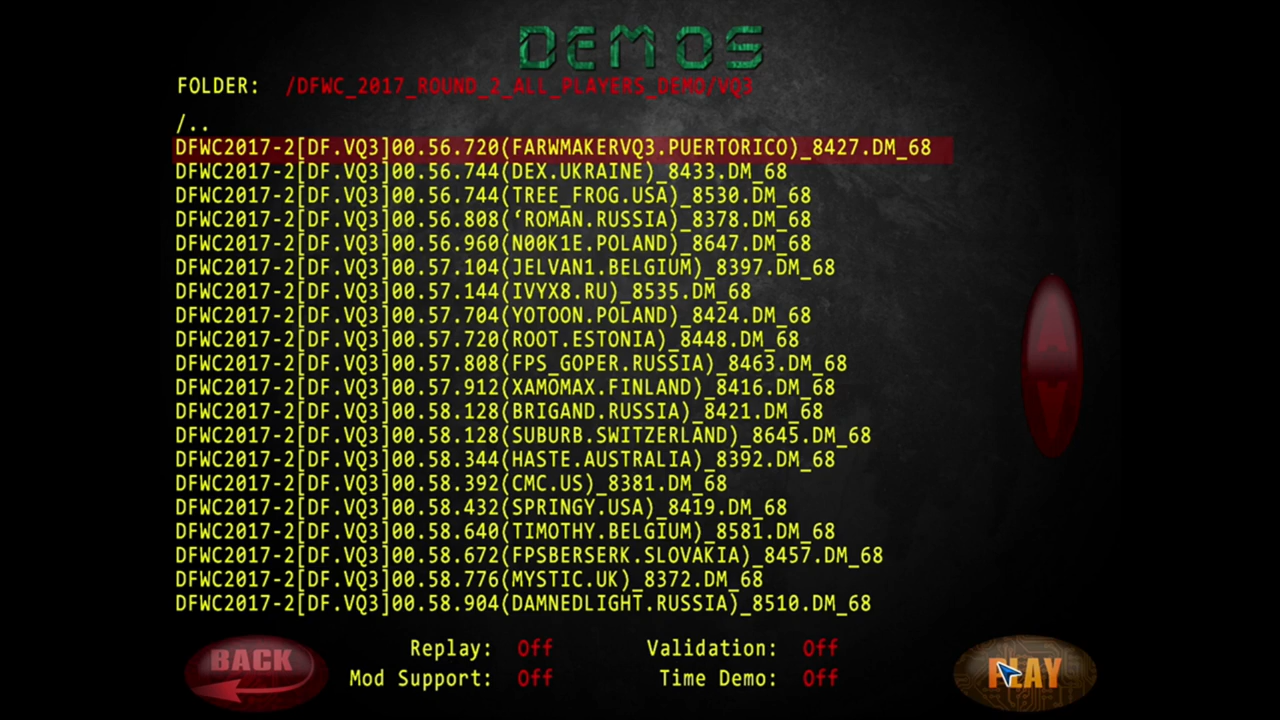 DEMOS
FOLDER: /DFWC_2017_ROUND_2_ALL_PLAYERS_DEMO/VQ3
/..
DFWC2017-2[DF.VQ3]00.56.720(FARWMAKERVQ3.PUERTORICO)_8427.DM_68
DFWC2017-2[DF.VQ3]00.56.744(DEX.UKRAINE)_8433.DM_68
DFWC2017-2[DF.VQ3]00.56.744(TREE_FROG.USA)_8530.DM_68
DFWC2017-2[DF.VQ3]00.56.808(‘ROMAN.RUSSIA)_8378.DM_68
DFWC2017-2[DF.VQ3]00.56.960(N00K1E.POLAND)_8647.DM_68
DFWC2017-2[DF.VQ3]00.57.104(JELVAN1.BELGIUM)_8397.DM_68
DFWC2017-2[DF.VQ3]00.57.144(IVYX8.RU)_8535.DM_68
DFWC2017-2[DF.VQ3]00.57.704(YOTOON.POLAND)_8424.DM_68
DFWC2017-2[DF.VQ3]00.57.720(ROOT.ESTONIA)_8448.DM_68
DFWC2017-2[DF.VQ3]00.57.808(FPS_GOPER.RUSSIA)_8463.DM_68
DFWC2017-2[DF.VQ3]00.57.912(XAMOMAX.FINLAND)_8416.DM_68
DFWC2017-2[DF.VQ3]00.58.128(BRIGAND.RUSSIA)_8421.DM_68
DFWC2017-2[DF.VQ3]00.58.128(SUBURB.SWITZERLAND)_8645.DM_68
DFWC2017-2[DF.VQ3]00.58.344(HASTE.AUSTRALIA)_8392.DM_68
DFWC2017-2[DF.VQ3]00.58.392(CMC.US)_8381.DM_68
DFWC2017-2[DF.VQ3]00.58.432(SPRINGY.USA)_8419.DM_68
DFWC2017-2[DF.VQ3]00.58.640(TIMOTHY.BELGIUM)_8581.DM_68
DFWC2017-2[DF.VQ3]00.58.672(FPSBERSERK.SLOVAKIA)_8457.DM_68
DFWC2017-2[DF.VQ3]00.58.776(MYSTIC.UK)_8372.DM_68
DFWC2017-2[DF.VQ3]00.58.904(DAMNEDLIGHT.RUSSIA)_8510.DM_68
Replay: Off Validation: Off
Mod Support: Off Time Demo: Off
BACK
PLAY